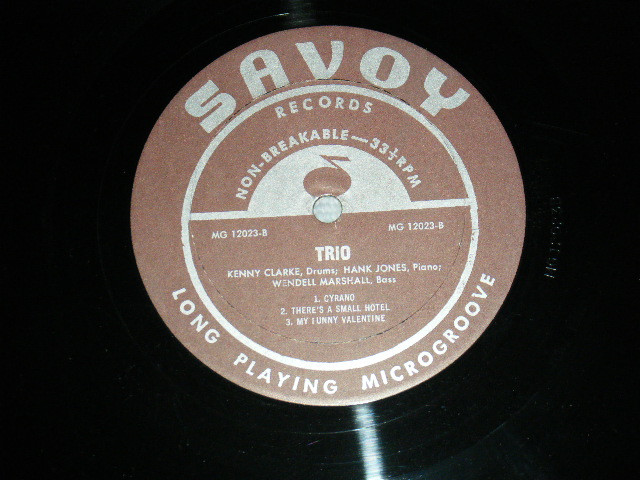 SAVOY
RECORDS
NON-BREAKABLE—33⅓ RPM
MG 12023-B MG 12023-B
TRIO
KENNY CLARKE, Drums; HANK JONES, Piano;
WENDELL MARSHALL, Bass
1. CYRANO
2. THERE'S A SMALL HOTEL
3. MY FUNNY VALENTINE
LONG PLAYING MICROGROOVE